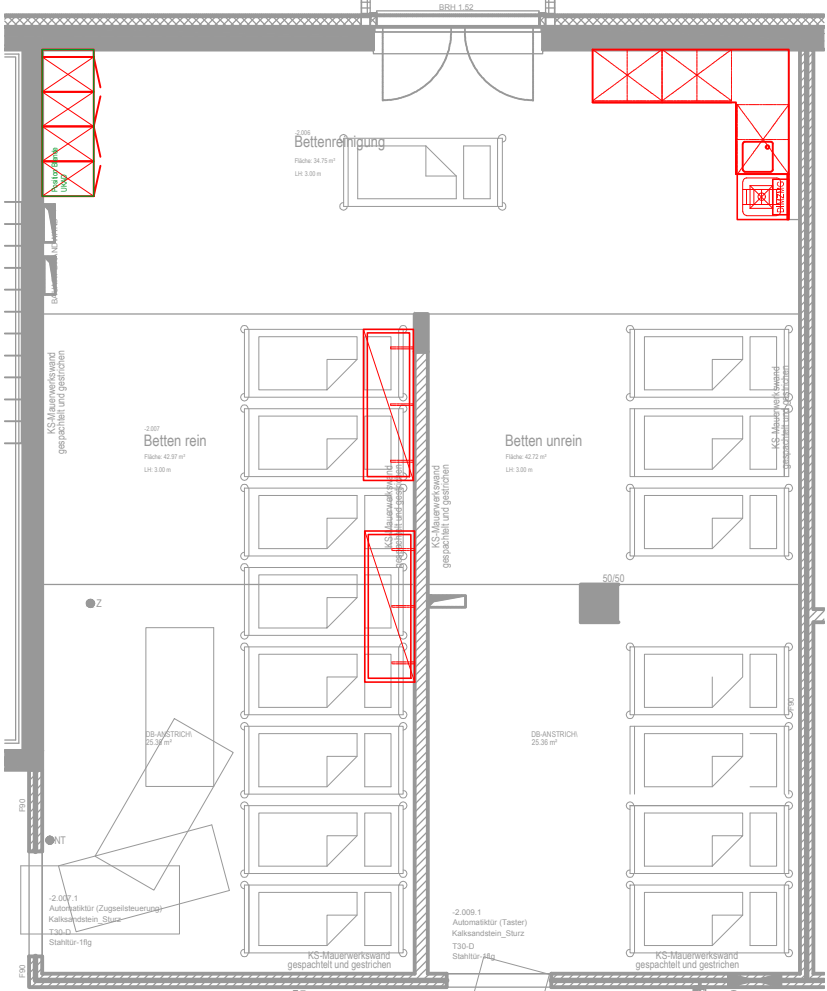 BRH 1.52
-2.006
Bettenreinigung
Fläche: 34.75 m²
LH: 3.00 m
KS-Mauerwerkswand
gespachtelt und gestrichen
-2.007
Betten rein
Fläche: 42.97 m²
LH: 3.00 m
KS-Mauerwerkswand
gespachtelt und gestrichen
KS-Mauerwerkswand
gespachtelt und gestrichen
Betten unrein
Fläche: 42.72 m²
LH: 3.00 m
KS-Mauerwerkswand
gespachtelt und gestrichen
50/50
Z
DB-ANSTRICH\
25.36 m²
DB-ANSTRICH\
25.36 m²
F90
F90
NT
-2.007.1
Automatiktür (Zugseilsteuerung)
Kalksandstein_Sturz
T30-D
Stahltür-1flg
-2.009.1
Automatiktür (Taster)
Kalksandstein_Sturz
T30-D
Stahltür-1flg
F90
KS-Mauerwerkswand
gespachtelt und gestrichen
KS-Mauerwerkswand
gespachtelt und gestrichen